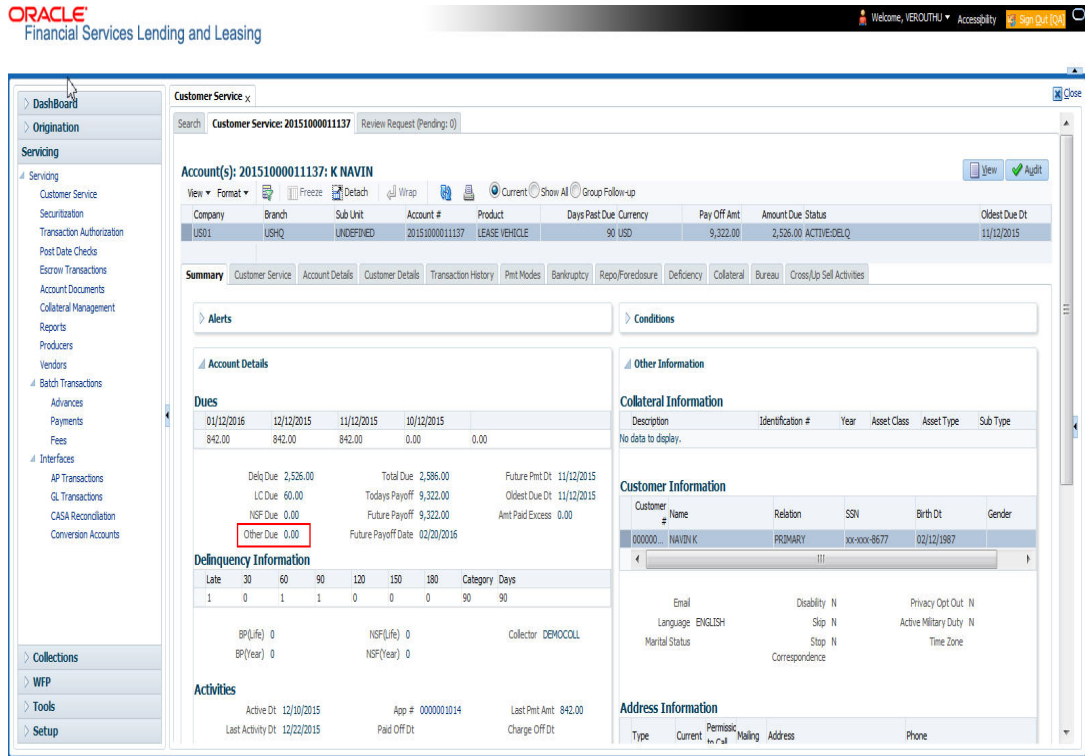 ORACLE
Financial Services Lending and Leasing
Welcome, VEROUTHU
Accessibility
Sign Out [QA]
DashBoard
Origination
Servicing
Servicing
Customer Service
Securitization
Transaction Authorization
Post Date Checks
Escrow Transactions
Account Documents
Collateral Management
Reports
Producers
Vendors
Batch Transactions
Advances
Payments
Fees
Interfaces
AP Transactions
GL Transactions
CASA Reconciliation
Conversion Accounts
Collections
WFP
Tools
Setup
Customer Service X
Close
Search Customer Service: 20151000011137 Review Request (Pending: 0)
Account(s): 20151000011137: K NAVIN
View Audit
View Format Freeze Detach Wrap Current Show All Group Follow-up
Company Branch Sub Unit Account # Product Days Past Due Currency Pay Off Amt Amount Due Status Oldest Due Dt
US01 USHQ UNDEFINED 20151000011137 LEASE VEHICLE 90 USD 9,322.00 2,526.00 ACTIVE:DELQ 11/12/2015
Summary Customer Service Account Details Customer Details Transaction History Pmt Modes Bankruptcy Repo/Foreclosure Deficiency Collateral Bureau Cross/Up Sell Activities
Alerts
Account Details
Dues
01/12/2016 12/12/2015 11/12/2015 10/12/2015
842.00 842.00 842.00 0.00 0.00
Delq Due 2,526.00 Total Due 2,586.00 Future Pmt Dt 11/12/2015
LC Due 60.00 Todays Payoff 9,322.00 Oldest Due Dt 11/12/2015
NSF Due 0.00 Future Payoff 9,322.00 Amt Paid Excess 0.00
Other Due 0.00 Future Payoff Date 02/20/2016
Delinquency Information
Late 30 60 90 120 150 180 Category Days
1 0 1 1 0 0 0 90 90
BP(Life) 0 NSF(Life) 0 Collector DEMOCOLL
BP(Year) 0 NSF(Year) 0
Activities
Active Dt 12/10/2015 App # 0000001014 Last Pmt Amt 842.00
Last Activity Dt 12/22/2015 Paid Off Dt Charge Off Dt
Conditions
Other Information
Collateral Information
Description Identification # Year Asset Class Asset Type Sub Type
No data to display.
Customer Information
Customer # Name Relation SSN Birth Dt Gender
000000... NAVIN K PRIMARY xx-xxx-8677 02/12/1987
Email Disability N Privacy Opt Out N
Language ENGLISH Skip N Active Military Duty N
Marital Status Stop Correspondence N Time Zone
Address Information
Type Current Permissic to Call Mailing Address Phone